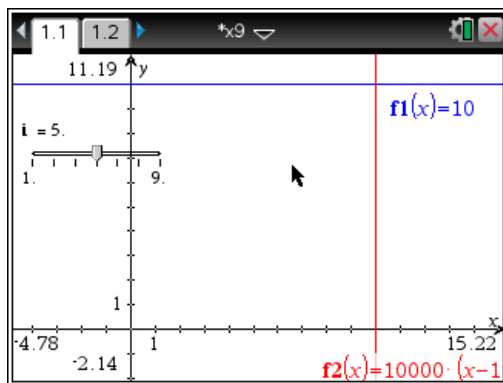 1.1 1.2 *x9
11.19 y
f1(x)=10
i = 5.
1. 9.
1
x
-4.78 1 15.22
-2.14
f2(x)=10000·(x-1